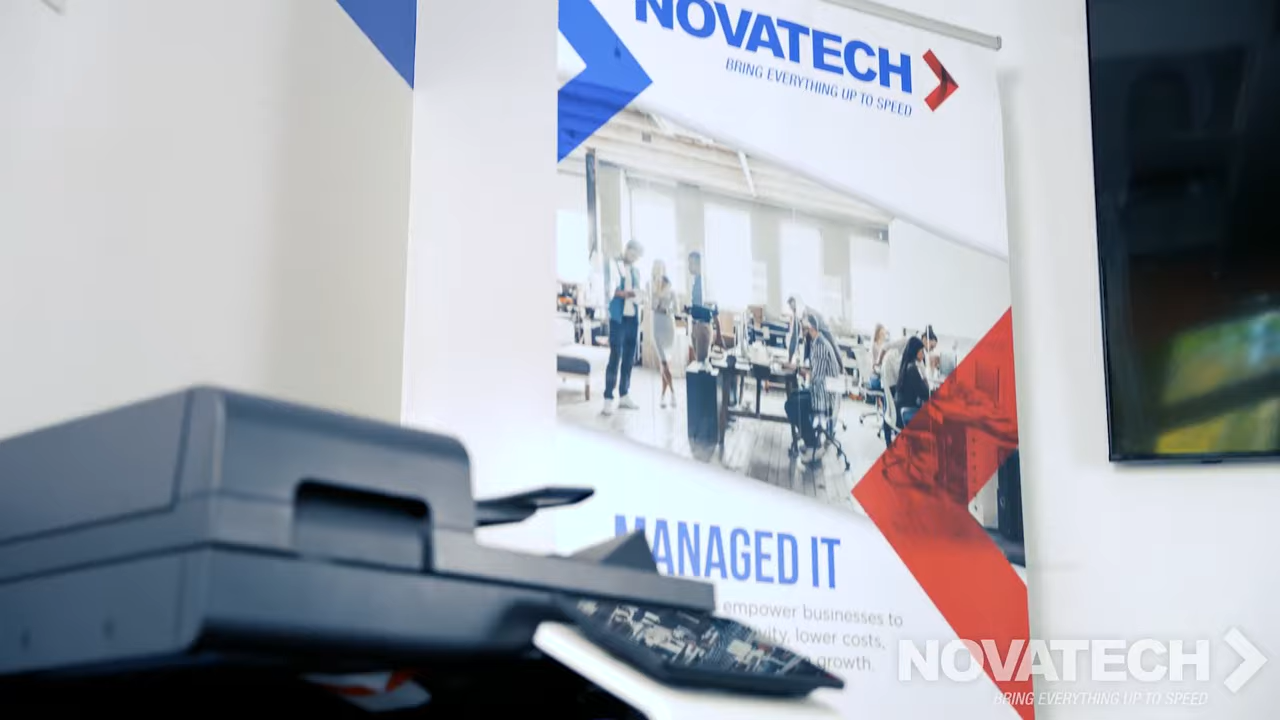 NOVATECH
BRING EVERYTHING UP TO SPEED
MANAGED IT
empower businesses to
lower costs,
growth.
NOVATECH
BRING EVERYTHING UP TO SPEED